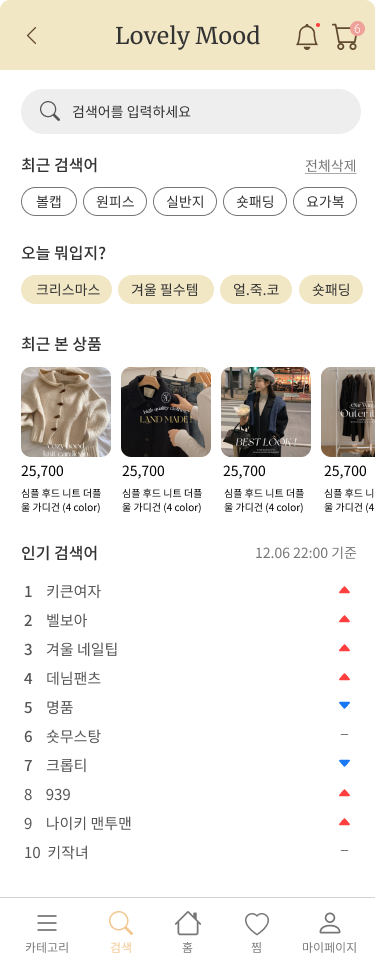 Lovely Mood
6
검색어를 입력하세요
최근 검색어
전체삭제
볼캡 원피스 실반지 숏패딩 요가복
오늘 뭐입지?
크리스마스 겨울 필수템 얼.죽.코 숏패딩
최근 본 상품
cozy hood
knit cardigan
High quality clothing
LAND MADE!
BEST LOOK!
Outer
25,700 25,700 25,700 25,700
심플 후드 니트 더플 심플 후드 니트 더플 심플 후드 니트 더플 심플 후드 니
울 가디건 (4 color) 울 가디건 (4 color) 울 가디건 (4 color) 울 가디건 (4
인기 검색어
12.06 22:00 기준
1 키큰여자
2 벨보아
3 겨울 네일팁
4 데님팬츠
5 명품
6 숏무스탕
7 크롭티
8 939
9 나이키 맨투맨
10 키작녀
카테고리 검색 홈 찜 마이페이지